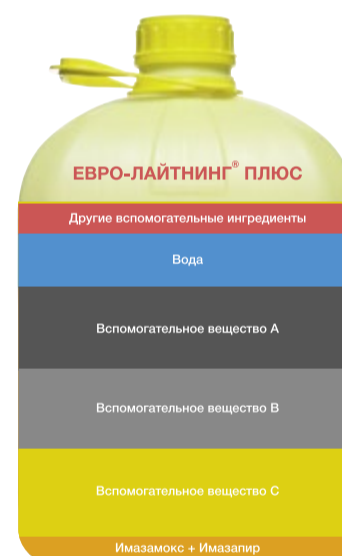 ЕВРО-ЛАЙТНИНГ® ПЛЮС
Другие вспомогательные ингредиенты
Вода
Вспомогательное вещество А
Вспомогательное вещество В
Вспомогательное вещество С
Имазамокс + Имазапир